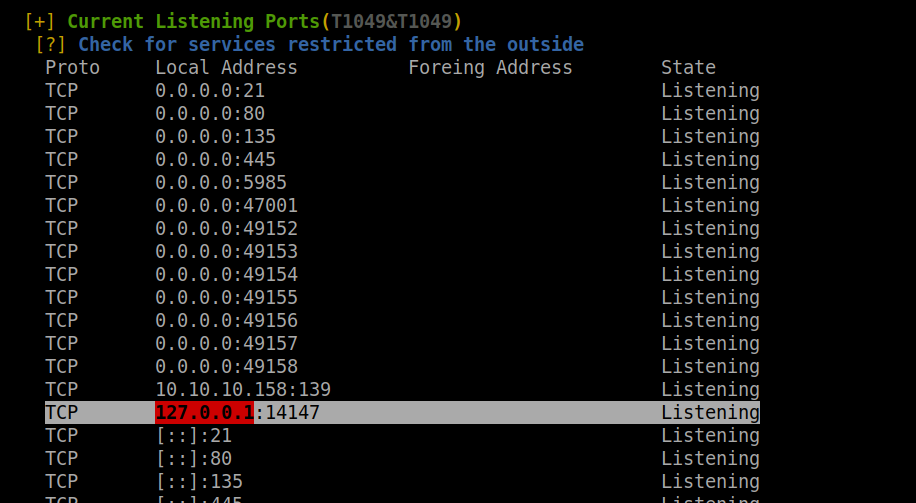 [+] Current Listening Ports(T1049&T1049)
[?] Check for services restricted from the outside
Proto Local Address Foreing Address State
TCP 0.0.0.0:21 Listening
TCP 0.0.0.0:80 Listening
TCP 0.0.0.0:135 Listening
TCP 0.0.0.0:445 Listening
TCP 0.0.0.0:5985 Listening
TCP 0.0.0.0:47001 Listening
TCP 0.0.0.0:49152 Listening
TCP 0.0.0.0:49153 Listening
TCP 0.0.0.0:49154 Listening
TCP 0.0.0.0:49155 Listening
TCP 0.0.0.0:49156 Listening
TCP 0.0.0.0:49157 Listening
TCP 0.0.0.0:49158 Listening
TCP 10.10.10.158:139 Listening
TCP 127.0.0.1:14147 Listening
TCP [::]:21 Listening
TCP [::]:80 Listening
TCP [::]:135 Listening
TCP [::]:445 Listening